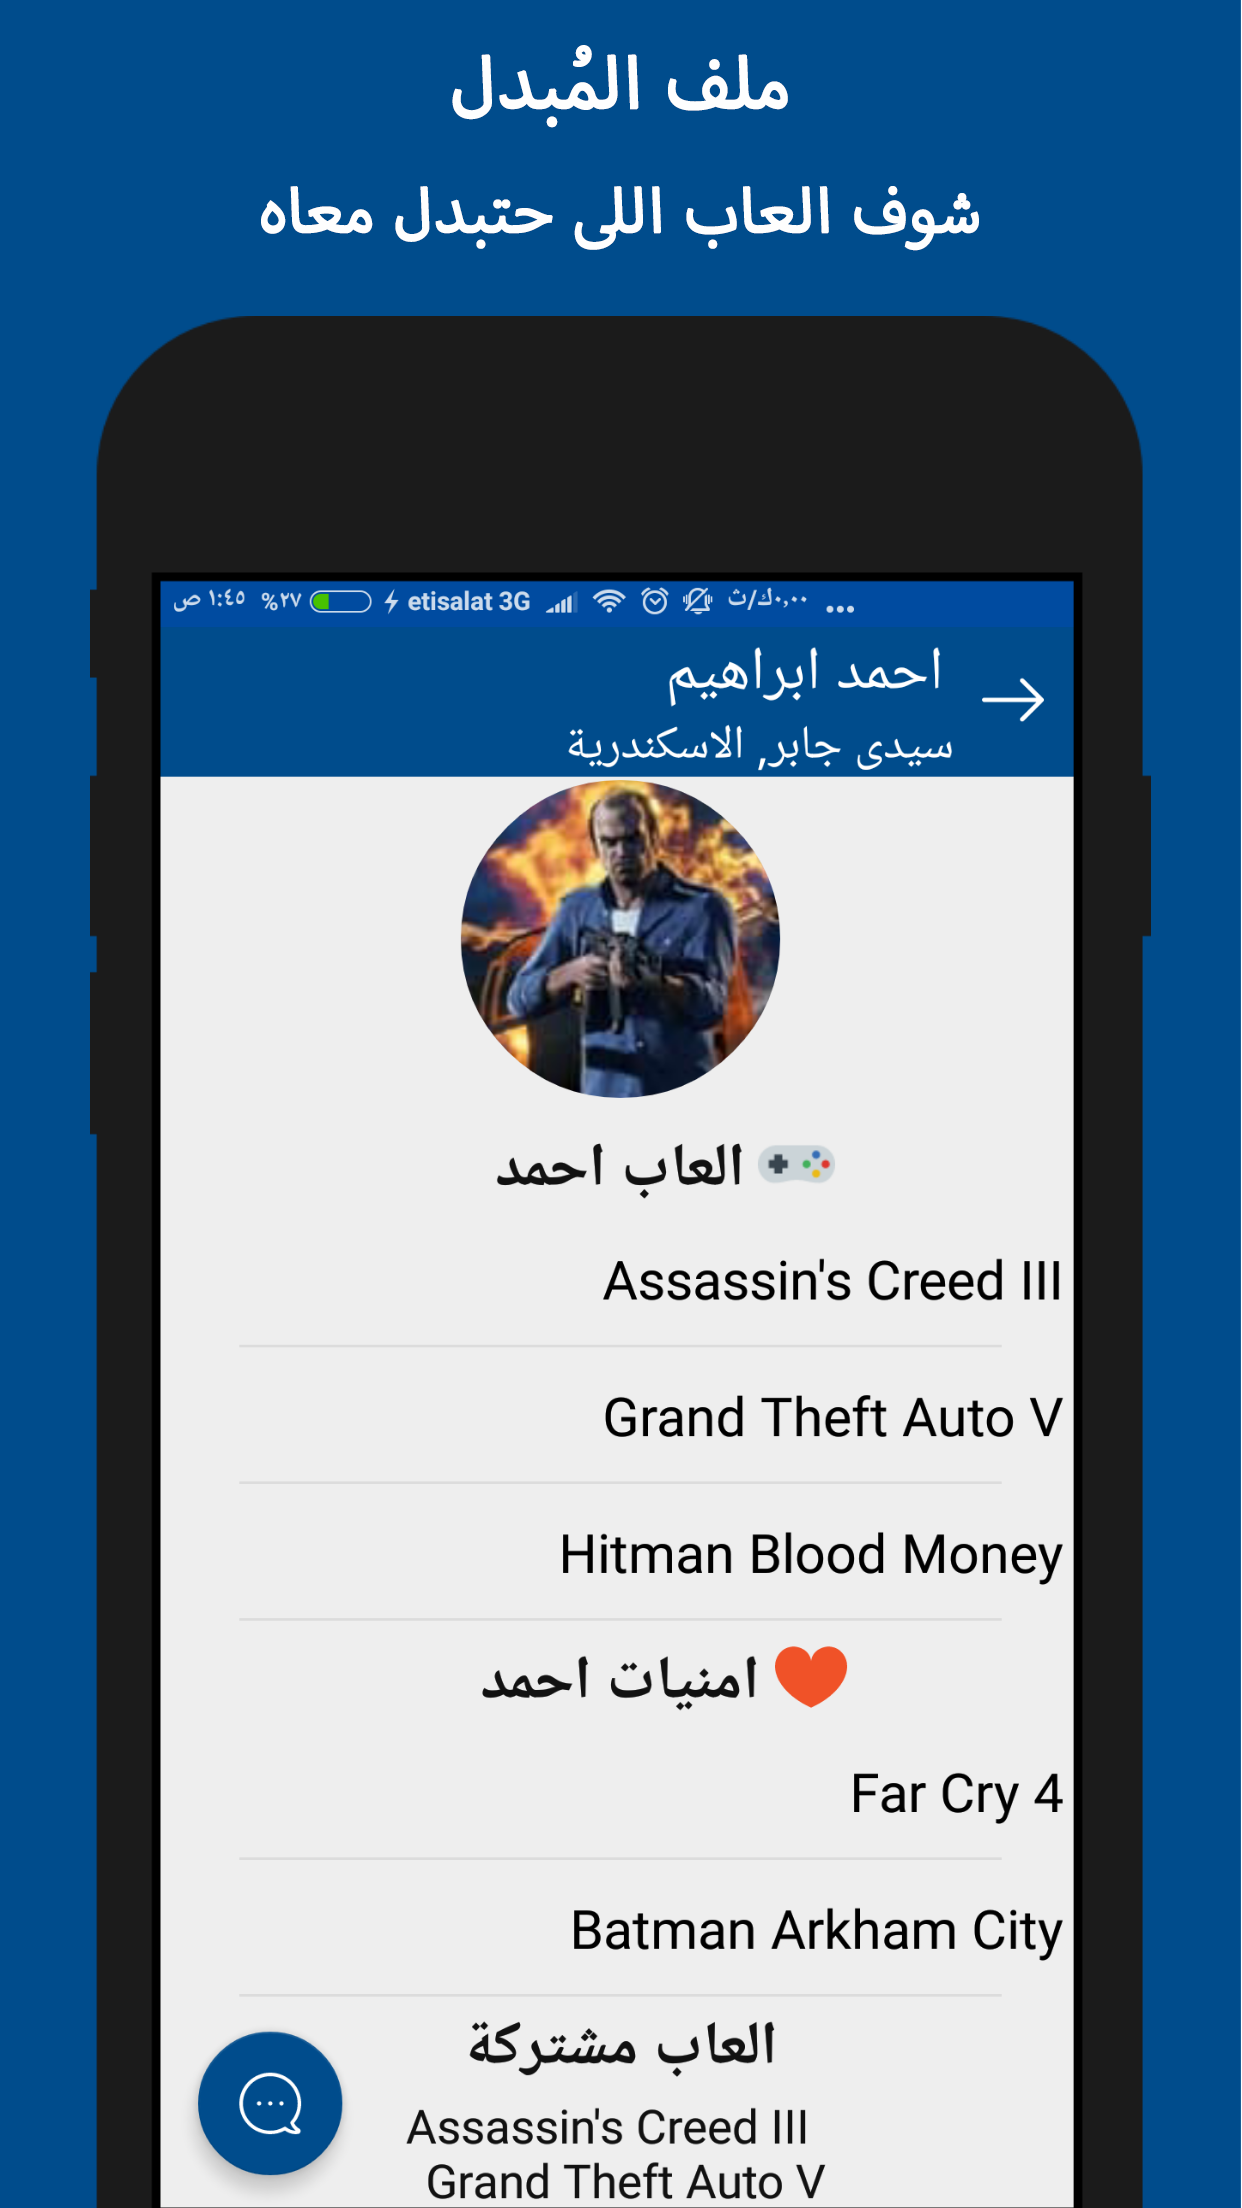 ملف المُبدل
شوف العاب اللى حتبدل معاه
١:٤٥ ص %٢٧ etisalat 3G ٠,٠٠ك/ث ...
احمد ابراهيم
سيدى جابر, الاسكندرية
العاب احمد
Assassin's Creed III
Grand Theft Auto V
Hitman Blood Money
امنيات احمد
Far Cry 4
Batman Arkham City
العاب مشتركة
Assassin's Creed III
Grand Theft Auto V